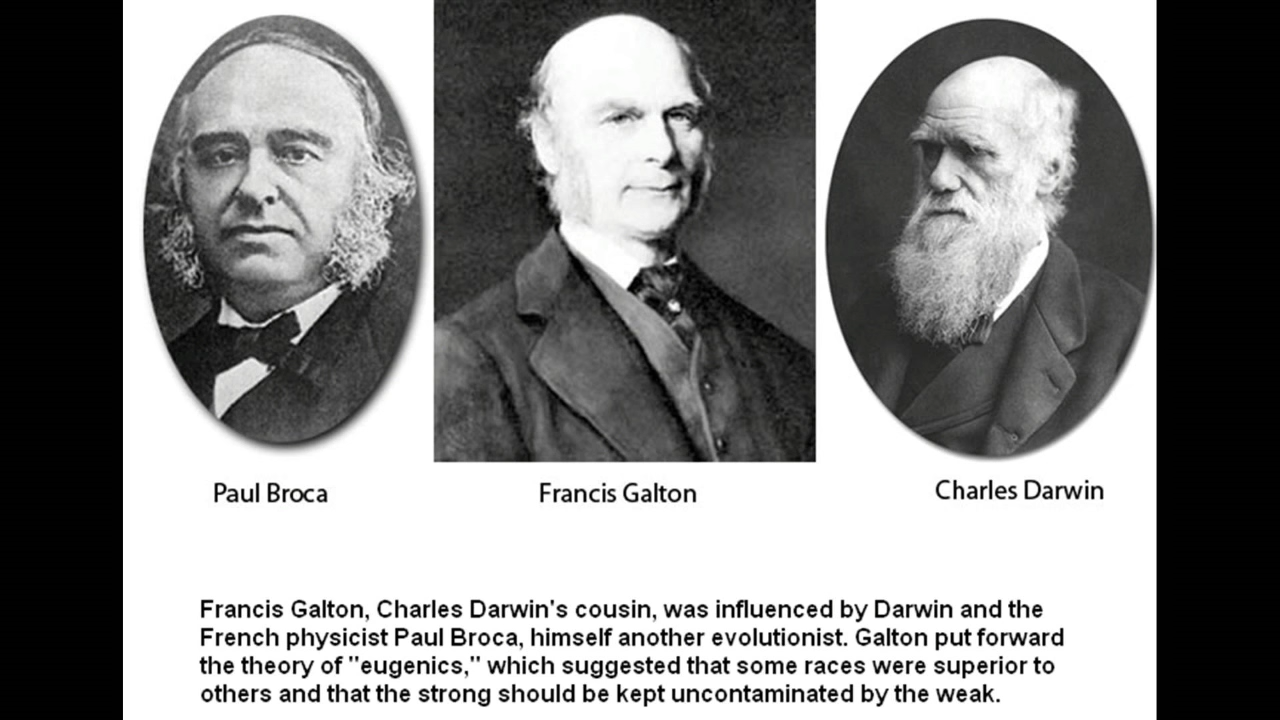 Paul Broca
Francis Galton
Charles Darwin
Francis Galton, Charles Darwin's cousin, was influenced by Darwin and the
French physicist Paul Broca, himself another evolutionist. Galton put forward
the theory of "eugenics," which suggested that some races were superior to
others and that the strong should be kept uncontaminated by the weak.